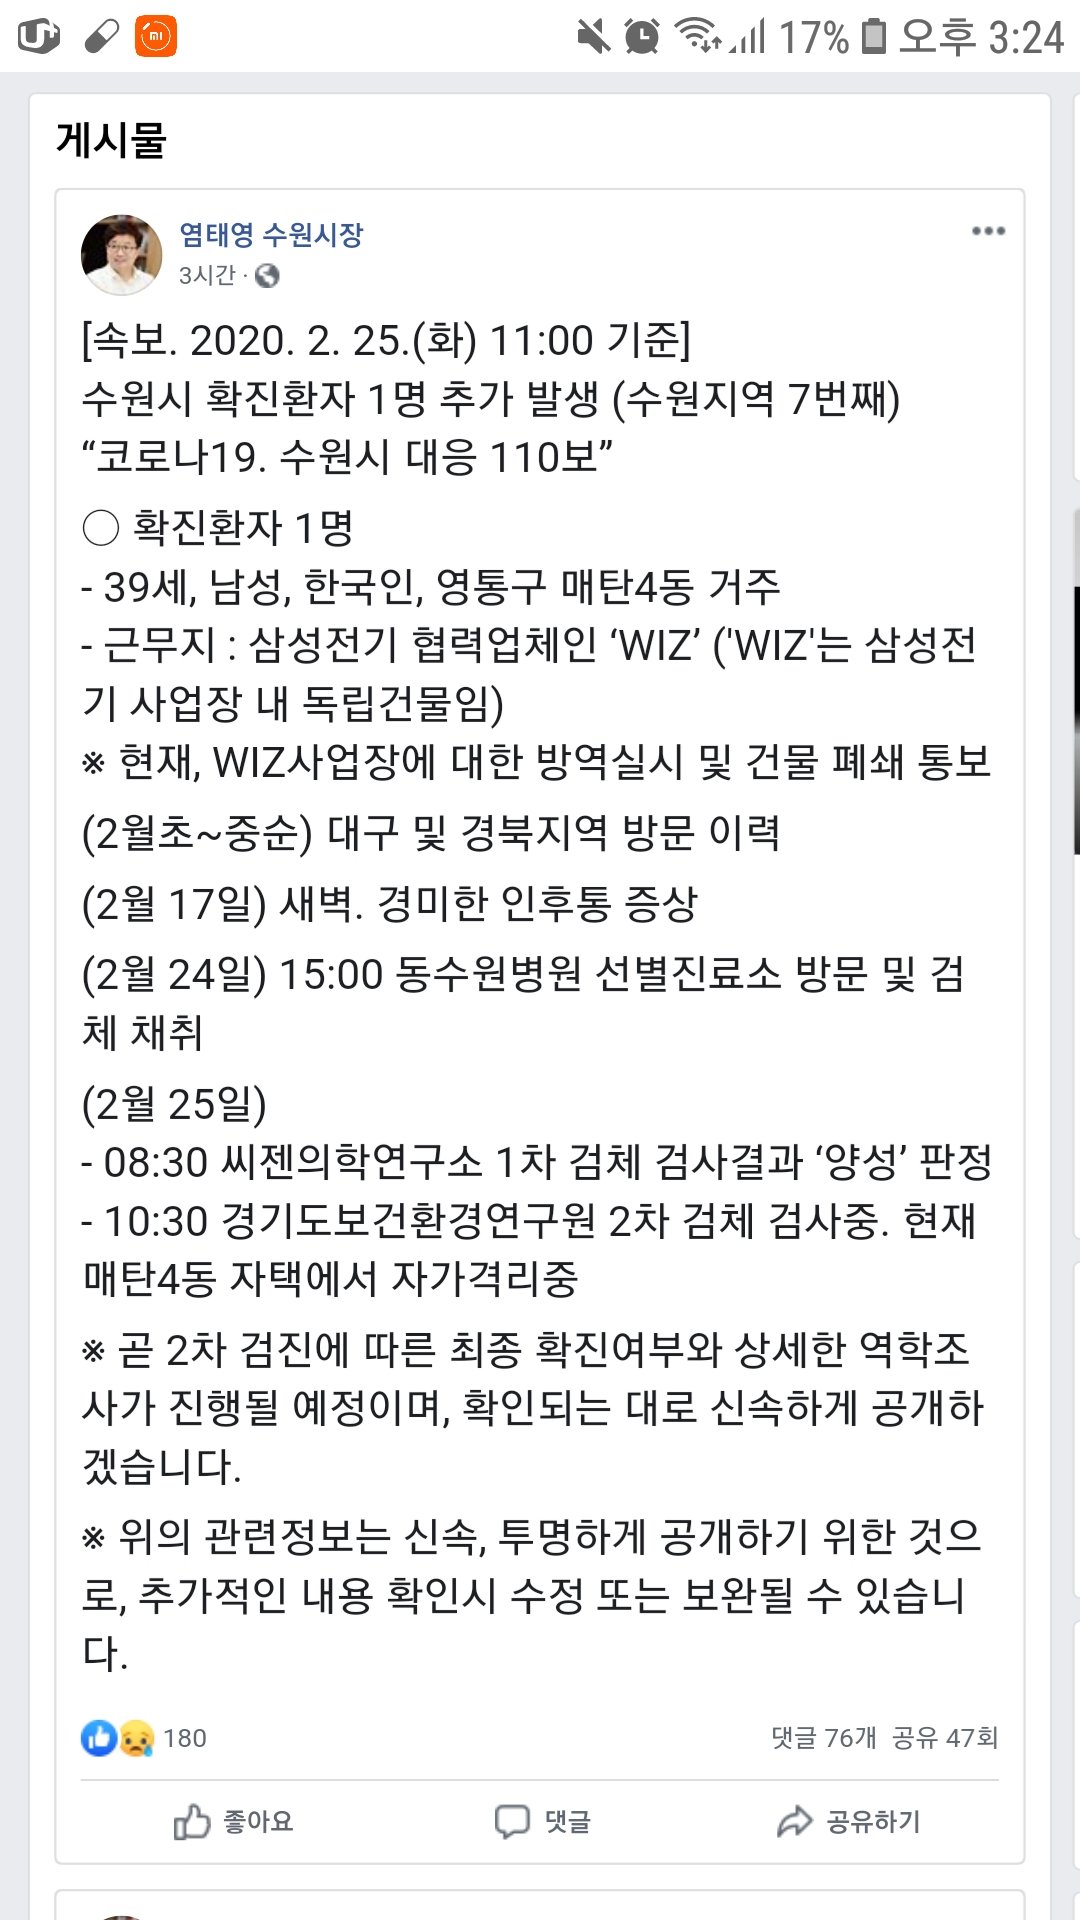 U+
mi
17% 오후 3:24
게시물
염태영 수원시장
3시간 ·
[속보. 2020. 2. 25.(화) 11:00 기준]
수원시 확진환자 1명 추가 발생 (수원지역 7번째)
“코로나19. 수원시 대응 110보”
◯ 확진환자 1명
- 39세, 남성, 한국인, 영통구 매탄4동 거주
- 근무지 : 삼성전기 협력업체인 ‘WIZ’ ('WIZ'는 삼성전
기 사업장 내 독립건물임)
※ 현재, WIZ사업장에 대한 방역실시 및 건물 폐쇄 통보
(2월초~중순) 대구 및 경북지역 방문 이력
(2월 17일) 새벽. 경미한 인후통 증상
(2월 24일) 15:00 동수원병원 선별진료소 방문 및 검
체 채취
(2월 25일)
- 08:30 씨젠의학연구소 1차 검체 검사결과 ‘양성’ 판정
- 10:30 경기도보건환경연구원 2차 검체 검사중. 현재
매탄4동 자택에서 자가격리중
※ 곧 2차 검진에 따른 최종 확진여부와 상세한 역학조
사가 진행될 예정이며, 확인되는 대로 신속하게 공개하
겠습니다.
※ 위의 관련정보는 신속, 투명하게 공개하기 위한 것으
로, 추가적인 내용 확인시 수정 또는 보완될 수 있습니
다.
180 댓글 76개 공유 47회
좋아요 댓글 공유하기